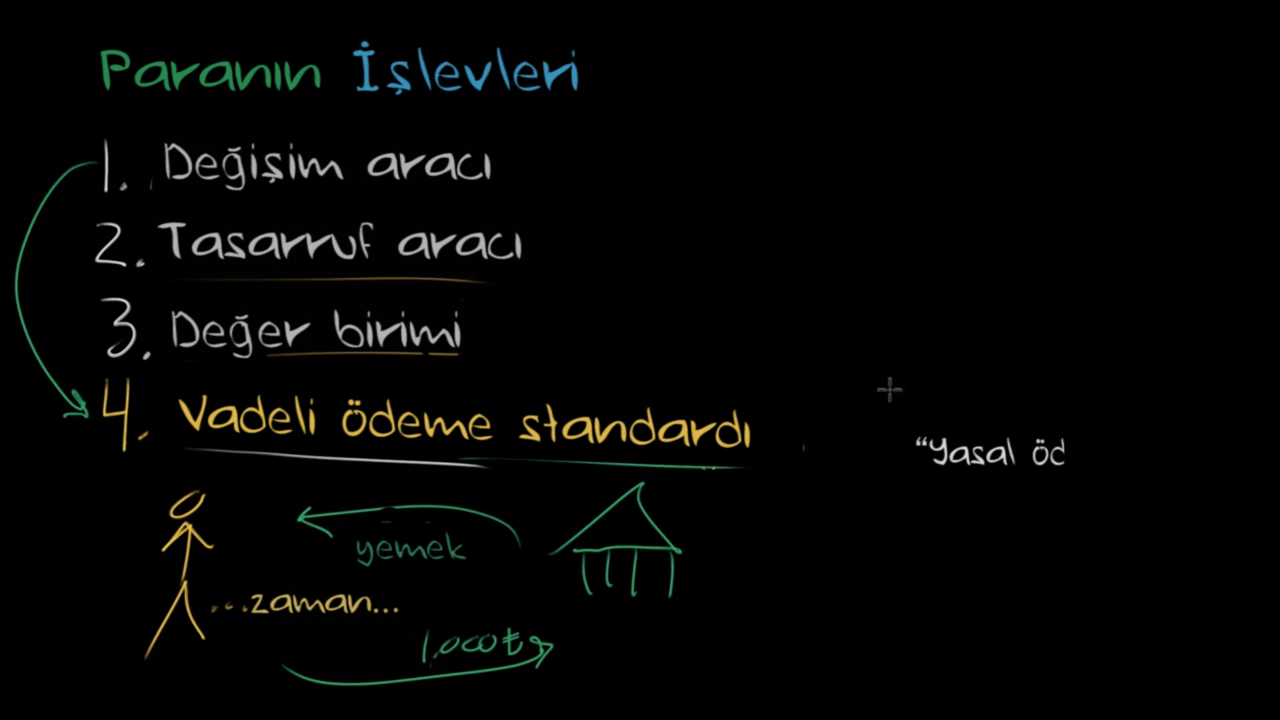 Paranın İşlevleri
1. Değişim aracı
2. Tasarruf aracı
3. Değer birimi
4. Vadeli ödeme standardı
“Yasal öd
yemek
...zaman...
1,000₺